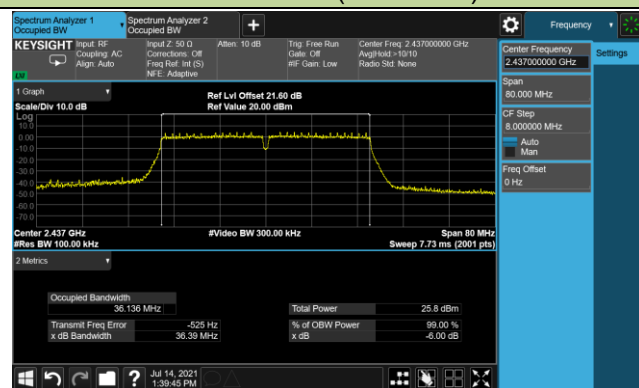 Spectrum Analyzer 1
Occupied BW
Spectrum Analyzer 2
Occupied BW
+
Frequency
KEYSIGHT
LV
Input: RF
Coupling: AC
Align: Auto
Input Z: 50 Ω
Corrections: Off
Freq Ref: Int (S)
NFE: Adaptive
Atten: 10 dB
Trig: Free Run
Gate: Off
#IF Gain: Low
Center Freq: 2.437000000 GHz
Avg|Hold:>10/10
Radio Std: None
Center Frequency
2.437000000 GHz
Settings
Span
80.000 MHz
CF Step
8.000000 MHz
Auto
Man
Freq Offset
0 Hz
1 Graph
Scale/Div 10.0 dB
Ref Lvl Offset 21.60 dB
Ref Value 20.00 dBm
Log
10.0
0.00
-10.0
-20.0
-30.0
-40.0
-50.0
-60.0
-70.0
Center 2.437 GHz
#Res BW 100.00 kHz
#Video BW 300.00 kHz
Span 80 MHz
Sweep 7.73 ms (2001 pts)
2 Metrics
Occupied Bandwidth
36.136 MHz
Total Power 25.8 dBm
Transmit Freq Error -525 Hz
% of OBW Power 99.00 %
x dB Bandwidth 36.39 MHz
x dB -6.00 dB
?
Jul 14, 2021
1:39:45 PM